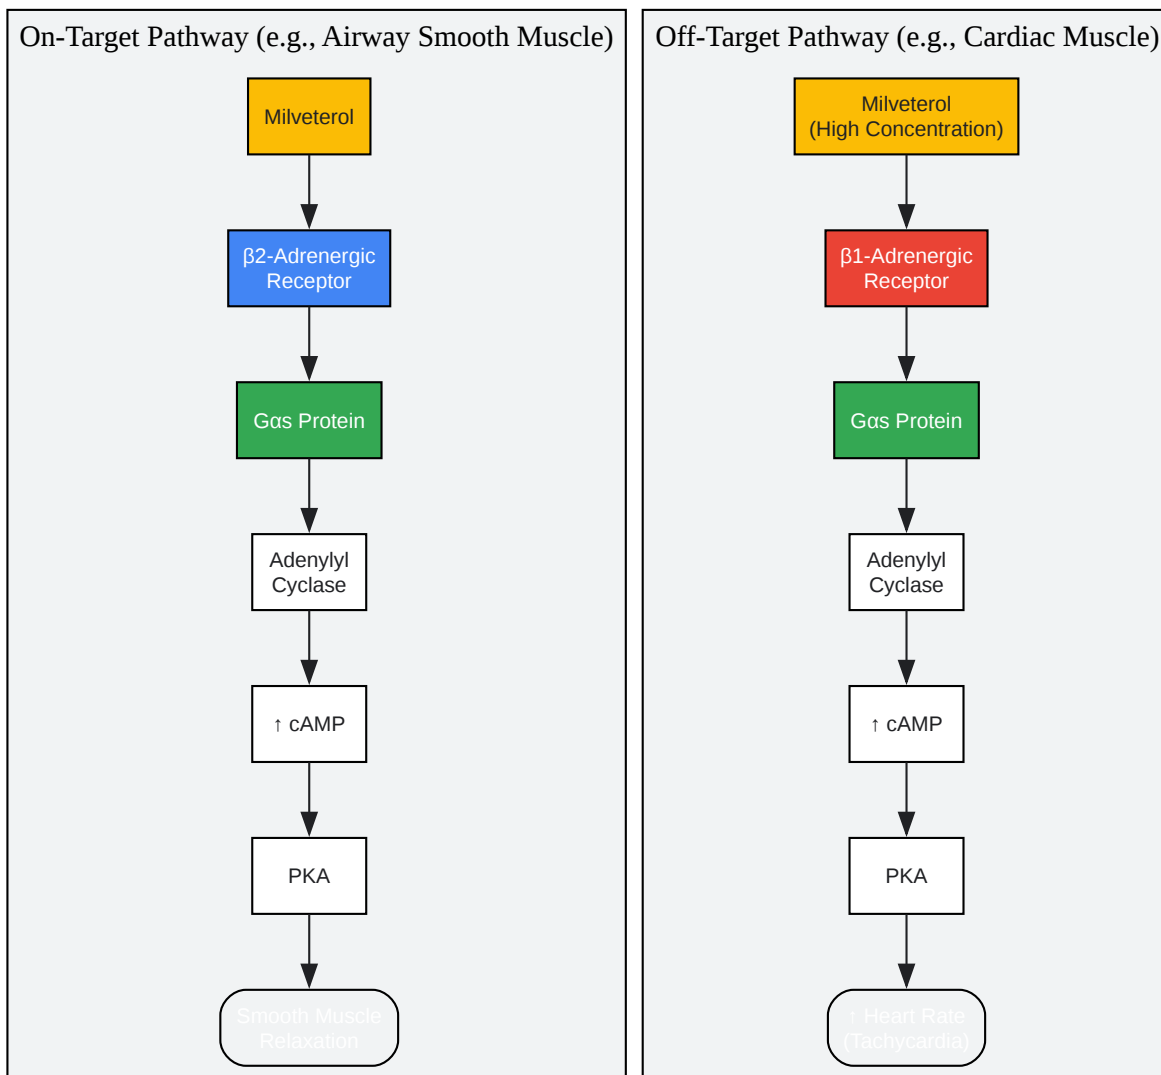 On-Target Pathway (e.g., Airway Smooth Muscle)
Milveterol
β2-Adrenergic
Receptor
Gαs Protein
Adenylyl
Cyclase
↑ cAMP
PKA
Smooth Muscle
Relaxation
Off-Target Pathway (e.g., Cardiac Muscle)
Milveterol
(High Concentration)
β1-Adrenergic
Receptor
Gαs Protein
Adenylyl
Cyclase
↑ cAMP
PKA
↑ Heart Rate
(Tachycardia)